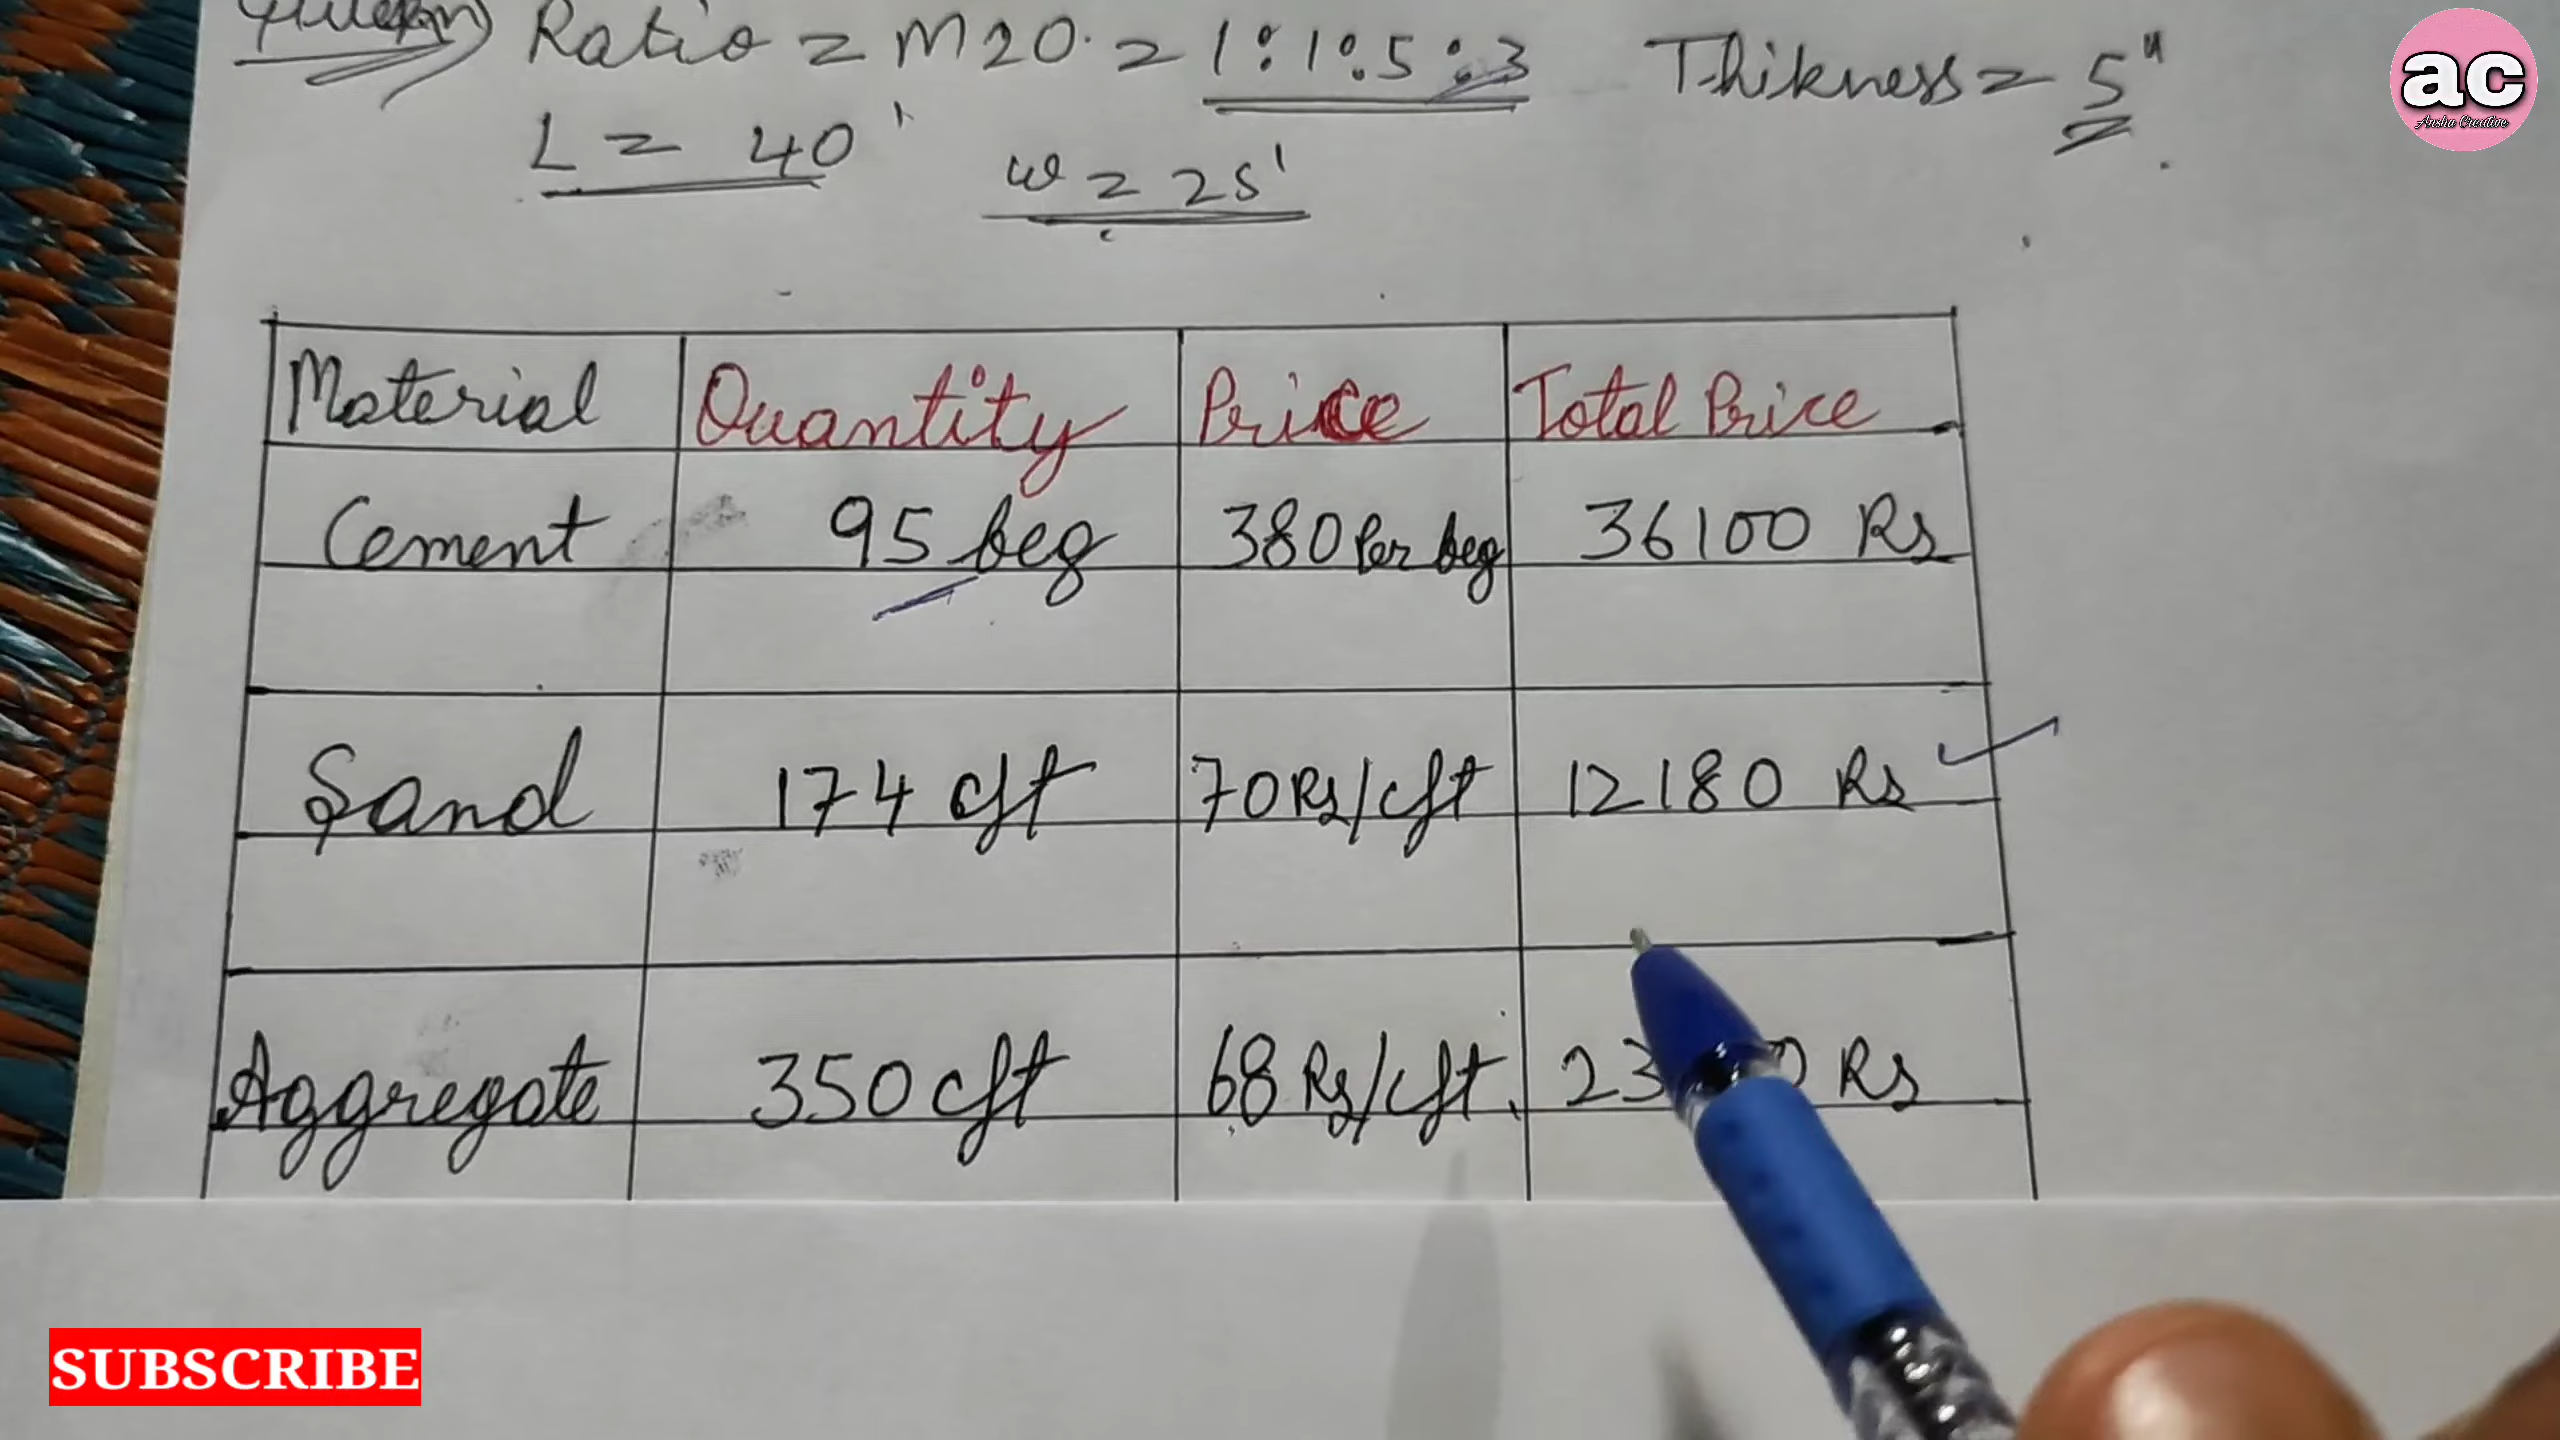 Ratio = M20 = 1:1:5:3 Thikness = 5"
L = 40'
W = 25'
ac
Anshu Creative
Material Quantity Price Total Price
Cement 95 beg 380 Per beg 36100 Rs
Sand 174 cft 70 Rs/cft 12180 Rs
Aggregate 350 cft 68 Rs/cft. Rs
SUBSCRIBE